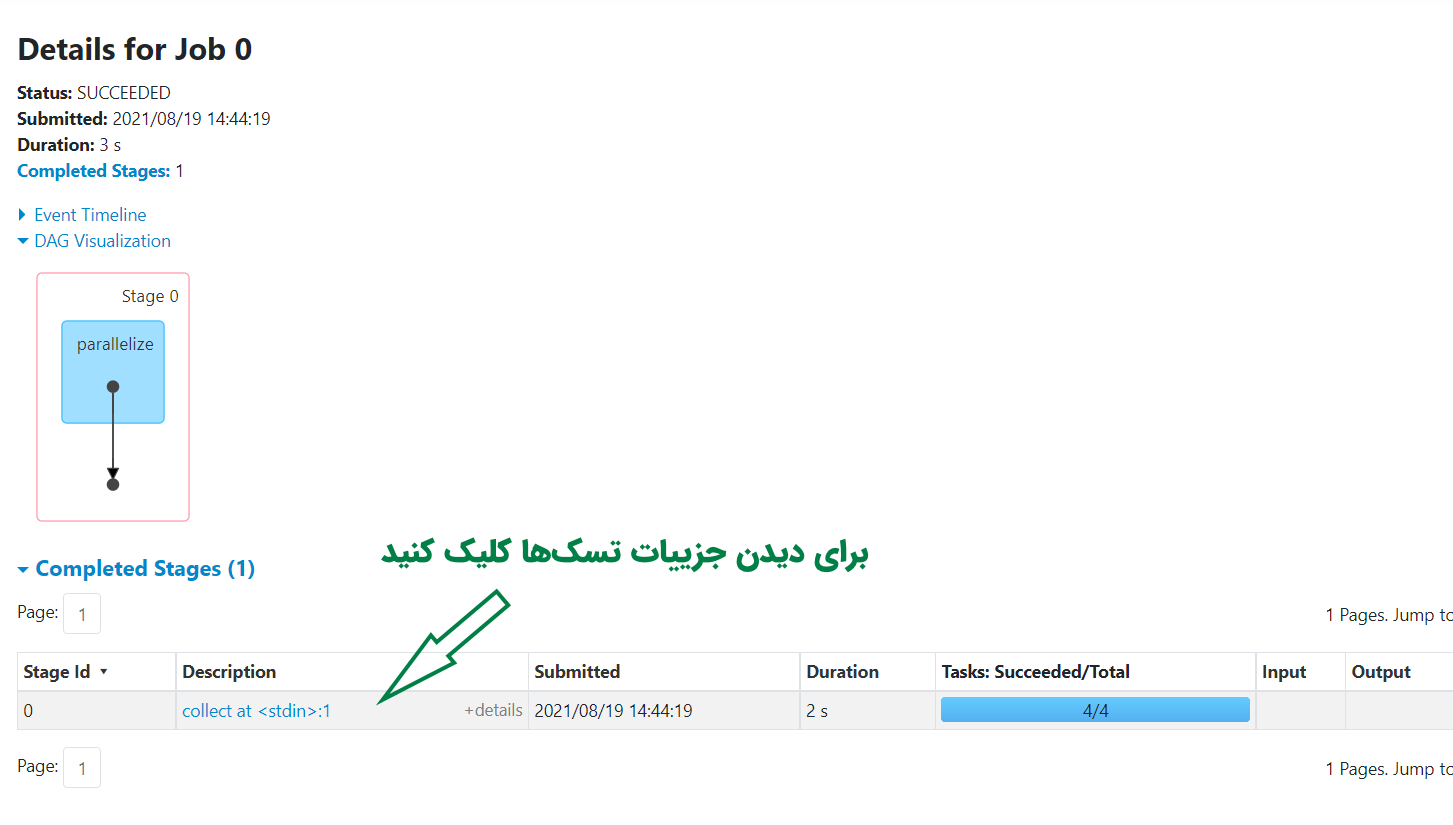 Details for Job 0
Status: SUCCEEDED
Submitted: 2021/08/19 14:44:19
Duration: 3 s
Completed Stages: 1
Event Timeline
DAG Visualization
Stage 0
parallelize
برای دیدن جزییات تسک‌ها کلیک کنید
Completed Stages (1)
Page: 1
1 Pages. Jump to
Stage Id Description Submitted Duration Tasks: Succeeded/Total Input Output
0 collect at <stdin>:1 +details 2021/08/19 14:44:19 2 s 4/4
Page: 1
1 Pages. Jump to